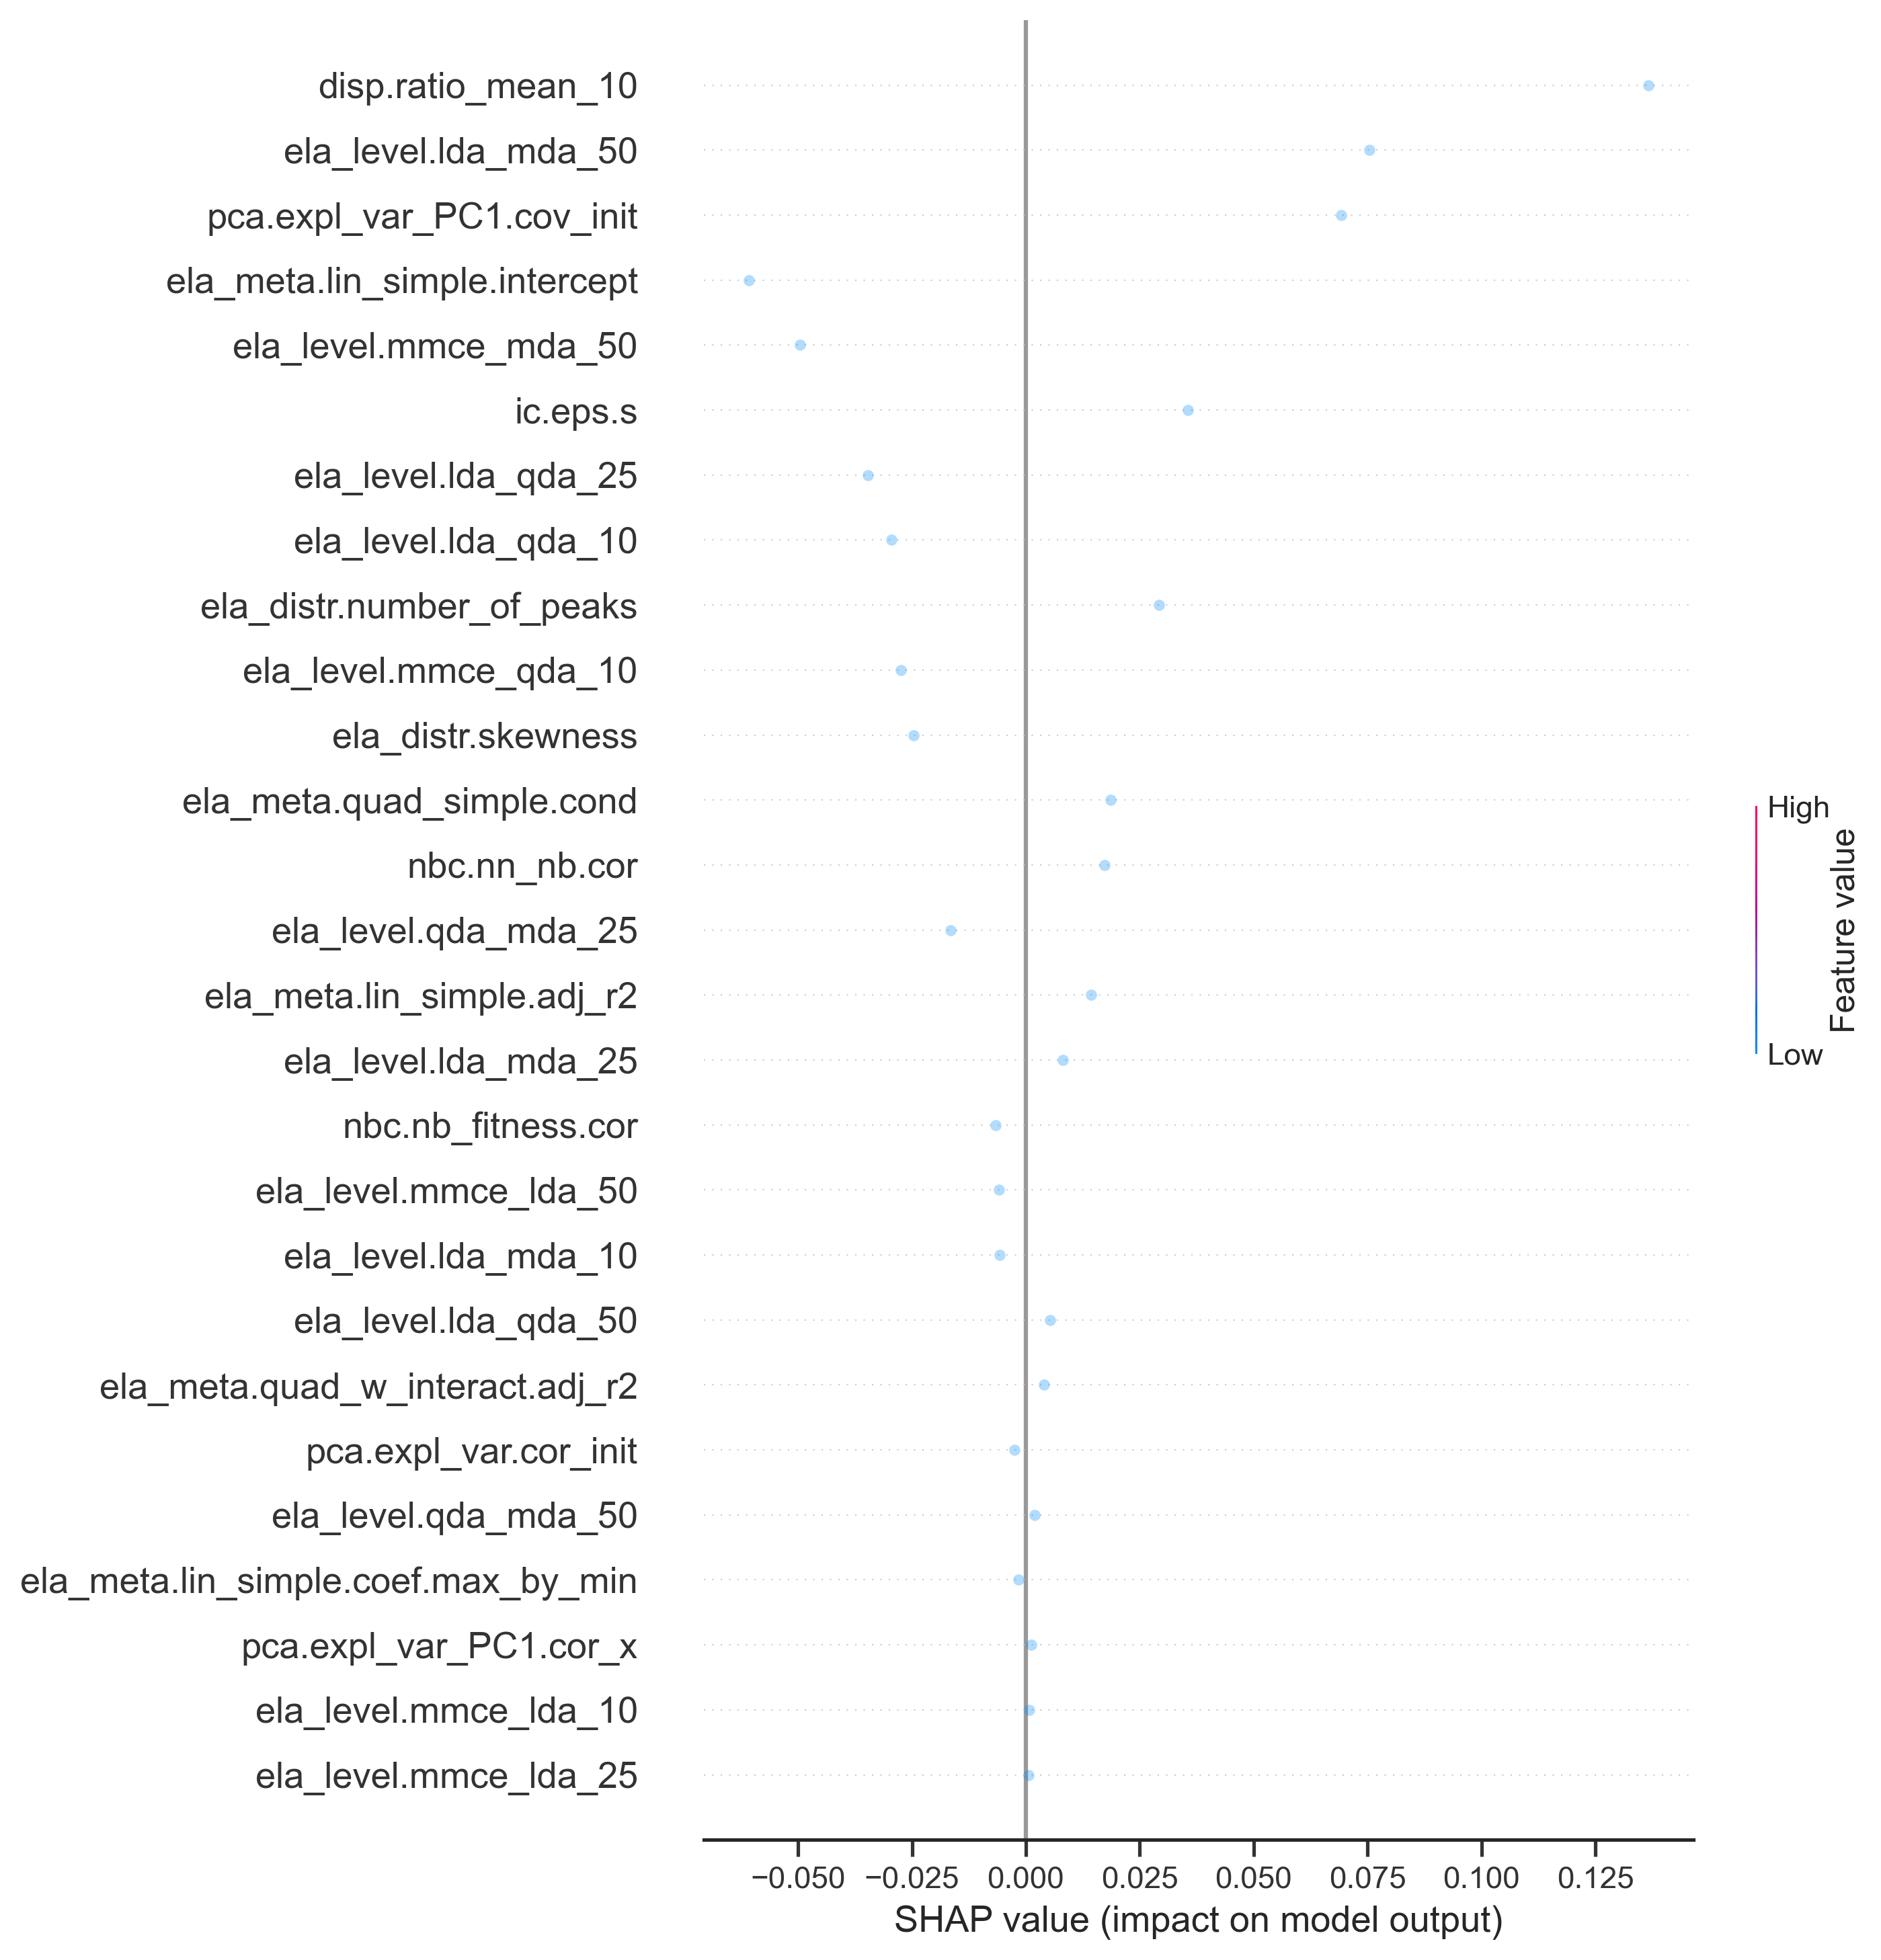 disp.ratio_mean_10
ela_level.lda_mda_50
pca.expl_var_PC1.cov_init
ela_meta.lin_simple.intercept
ela_level.mmce_mda_50
ic.eps.s
ela_level.lda_qda_25
ela_level.lda_qda_10
ela_distr.number_of_peaks
ela_level.mmce_qda_10
ela_distr.skewness
ela_meta.quad_simple.cond
nbc.nn_nb.cor
ela_level.qda_mda_25
ela_meta.lin_simple.adj_r2
ela_level.lda_mda_25
nbc.nb_fitness.cor
ela_level.mmce_lda_50
ela_level.lda_mda_10
ela_level.lda_qda_50
ela_meta.quad_w_interact.adj_r2
pca.expl_var.cor_init
ela_level.qda_mda_50
ela_meta.lin_simple.coef.max_by_min
pca.expl_var_PC1.cor_x
ela_level.mmce_lda_10
ela_level.mmce_lda_25
−0.050 −0.025 0.000 0.025 0.050 0.075 0.100 0.125
SHAP value (impact on model output)
High
Feature value
Low